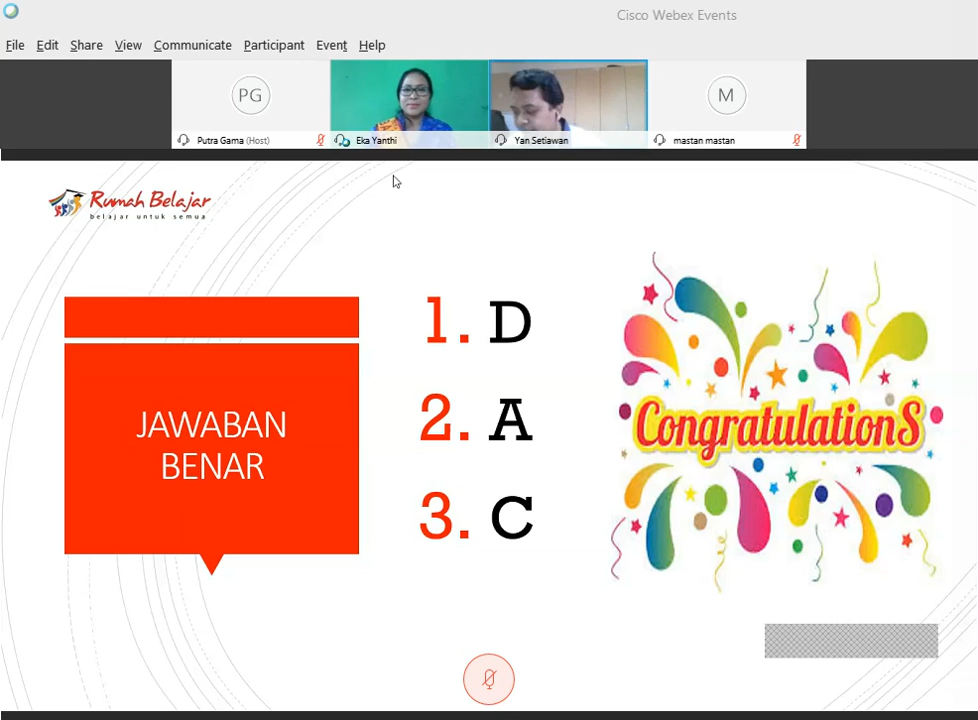 Cisco Webex Events
File Edit Share View Communicate Participant Event Help
PG
M
Putra Gama (Host)
Eka Yanthi
Yan Setiawan
mastan mastan
Rumah Belajar
belajar untuk semua
JAWABAN
BENAR
1. D
2. A
3. C
CongratulationS